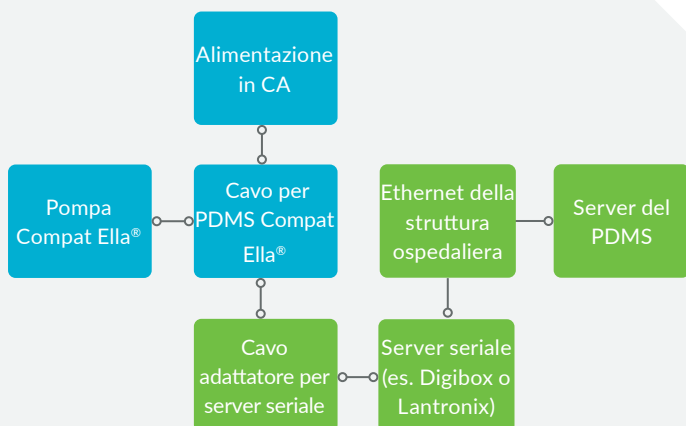 Alimentazione
in CA
Pompa
Compat Ella®
Cavo per
PDMS Compat
Ella®
Ethernet della
struttura
ospedaliera
Server del
PDMS
Cavo
adattatore per
server seriale
Server seriale
(es. Digibox o
Lantronix)